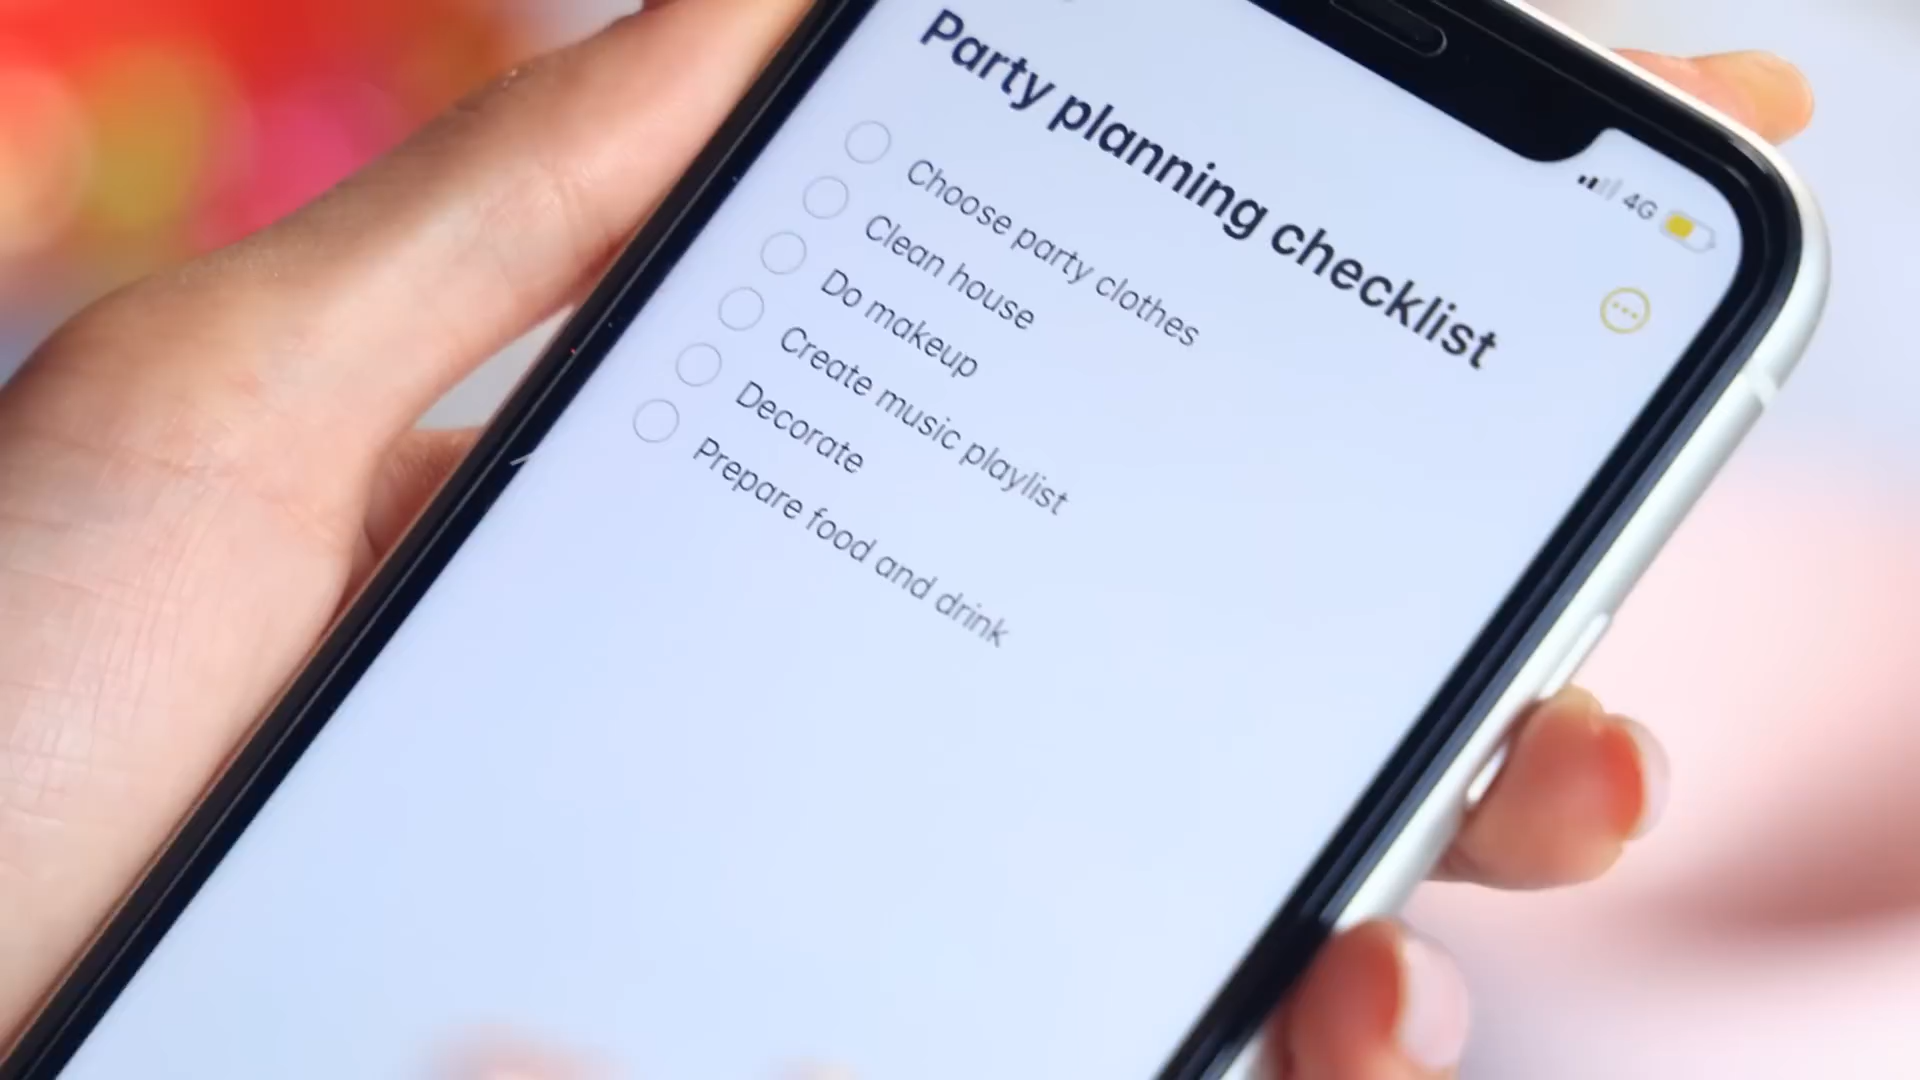 4G
Party planning checklist
Choose party clothes
Clean house
Do makeup
Create music playlist
Decorate
Prepare food and drink